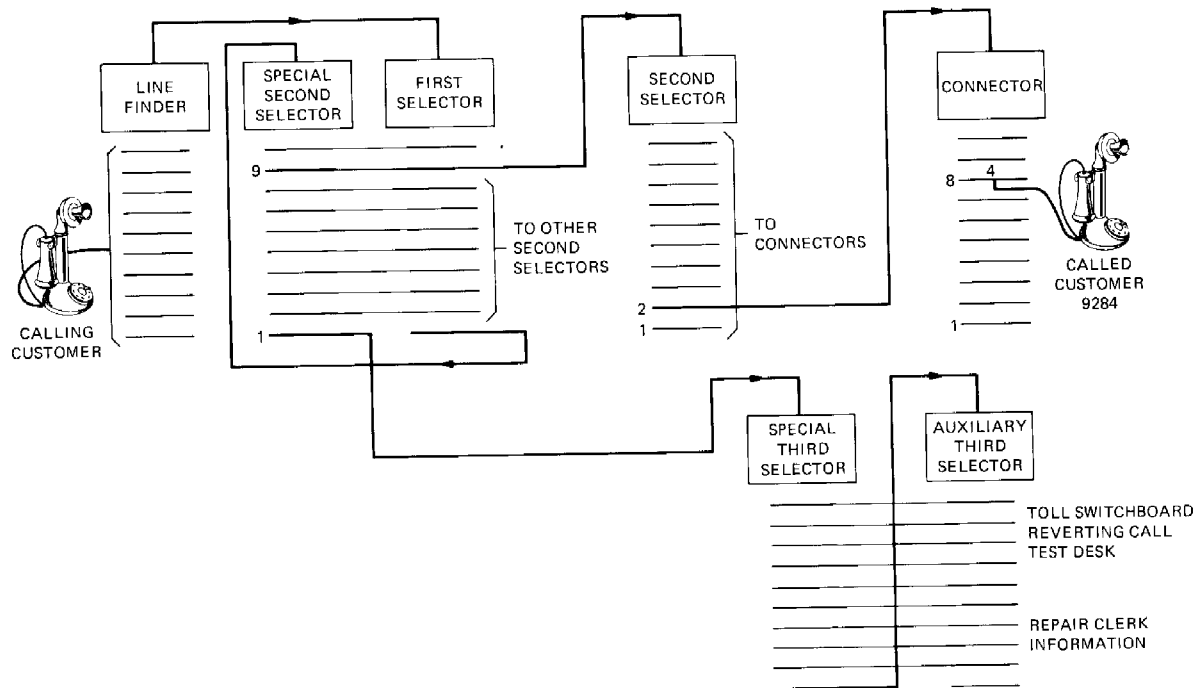 LINE
FINDER
SPECIAL
SECOND
SELECTOR
FIRST
SELECTOR
SECOND
SELECTOR
CONNECTOR
9
TO OTHER
SECOND
SELECTORS
1
CALLING
CUSTOMER
TO
CONNECTORS
2
1
8
4
1
CALLED
CUSTOMER
9284
SPECIAL
THIRD
SELECTOR
AUXILIARY
THIRD
SELECTOR
TOLL SWITCHBOARD
REVERTING CALL
TEST DESK
REPAIR CLERK
INFORMATION